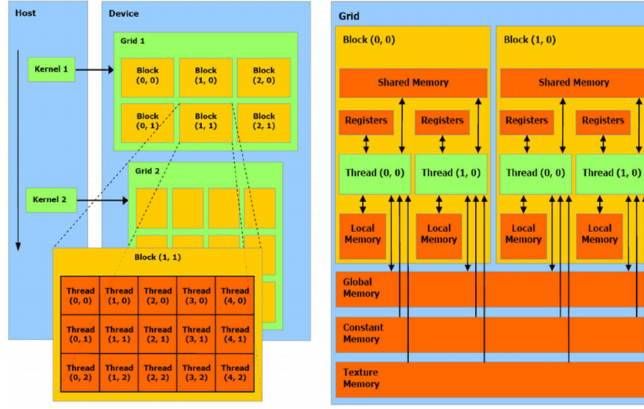 Host
Device
Grid 1
Kernel 1
Block
(0, 0)
Block
(1, 0)
Block
(2, 0)
Block
(0, 1)
Block
(1, 1)
Block
(2, 1)
Grid 2
Kernel 2
Block (1, 1)
Thread
(0, 0)
Thread
(1, 0)
Thread
(2, 0)
Thread
(3, 0)
Thread
(4, 0)
Thread
(0, 1)
Thread
(1, 1)
Thread
(2, 1)
Thread
(3, 1)
Thread
(4, 1)
Thread
(0, 2)
Thread
(1, 2)
Thread
(2, 2)
Thread
(3, 2)
Thread
(4, 2)
Grid
Block (0, 0)
Block (1, 0)
Shared Memory
Shared Memory
Registers
Registers
Registers
Registers
Thread (0, 0)
Thread (1, 0)
Thread (0, 0)
Thread (1, 0)
Local
Memory
Local
Memory
Local
Memory
Local
Memory
Global
Memory
Constant
Memory
Texture
Memory